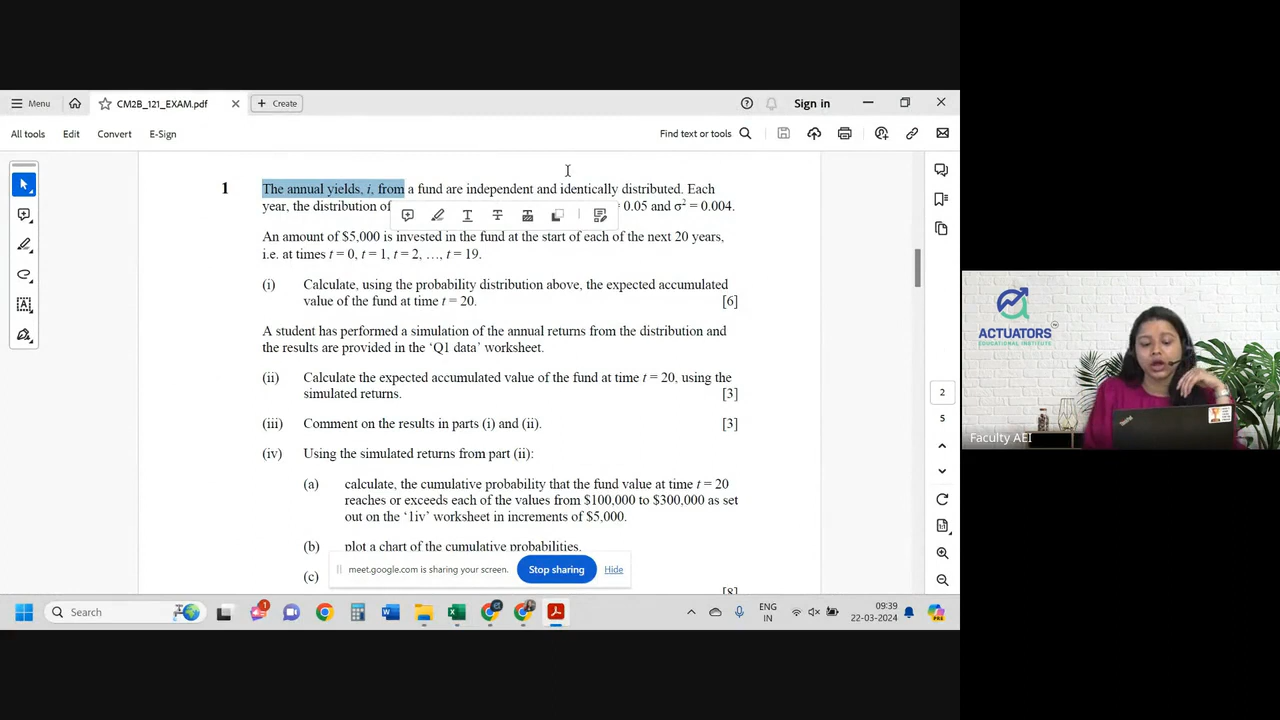 Menu
CM2B_121_EXAM.pdf
Create
Sign in
All tools
Edit
Convert
E-Sign
Find text or tools
1
The annual yields, i, from a fund are independent and identically distributed. Each
year, the distribution of = 0.05 and σ² = 0.004.
An amount of $5,000 is invested in the fund at the start of each of the next 20 years,
i.e. at times t = 0, t = 1, t = 2, …, t = 19.
(i) Calculate, using the probability distribution above, the expected accumulated
value of the fund at time t = 20. [6]
A student has performed a simulation of the annual returns from the distribution and
the results are provided in the ‘Q1 data’ worksheet.
(ii) Calculate the expected accumulated value of the fund at time t = 20, using the
simulated returns. [3]
(iii) Comment on the results in parts (i) and (ii). [3]
(iv) Using the simulated returns from part (ii):
(a) calculate, the cumulative probability that the fund value at time t = 20
reaches or exceeds each of the values from $100,000 to $300,000 as set
out on the ‘1iv’ worksheet in increments of $5,000.
(b) plot a chart of the cumulative probabilities.
(c)
[8]
meet.google.com is sharing your screen.
Stop sharing
Hide
2
5
Search
1
ENG
IN
09:39
22-03-2024
ACTUATORS
EDUCATIONAL INSTITUTE
Faculty AEI